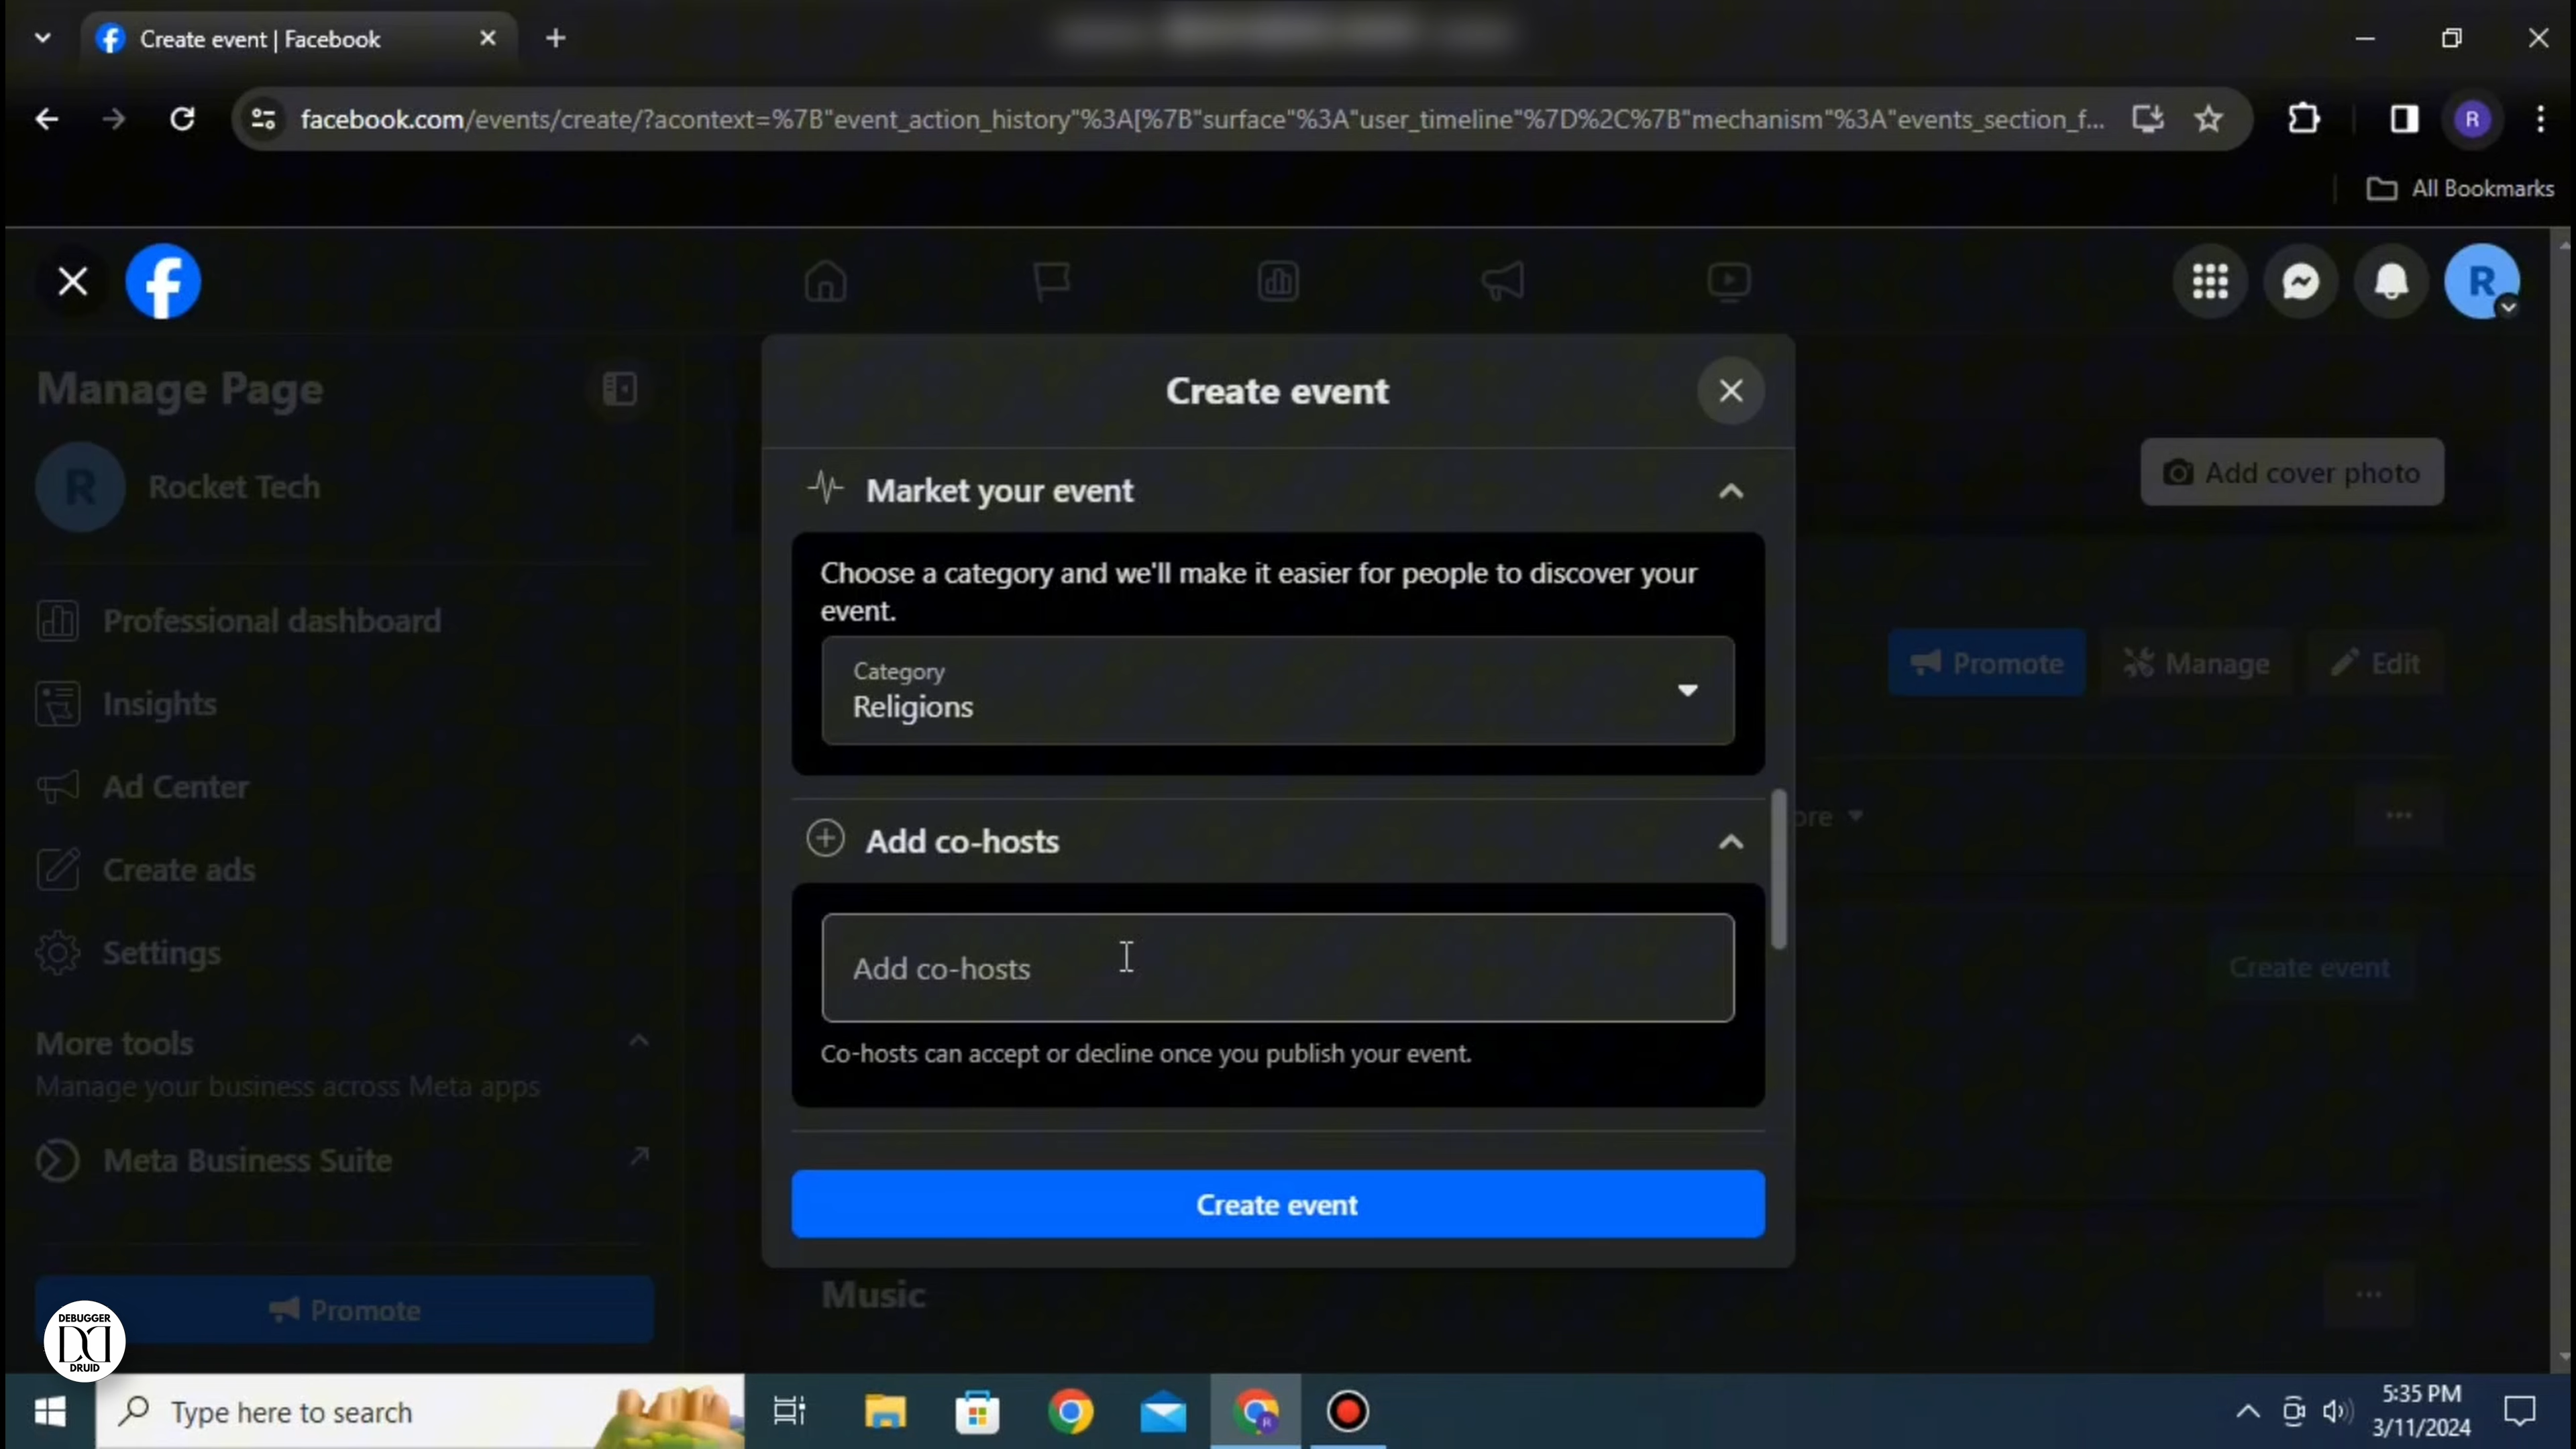 Create event | Facebook
facebook.com/events/create/?acontext=%7B"event_action_history"%3A[%7B"surface"%3A"user_timeline"%7D%2C%7B"mechanism"%3A"events_section_f...
R
All Bookmarks
R
Manage Page
R
Rocket Tech
Professional dashboard
Insights
Ad Center
Create ads
Settings
More tools
Manage your business across Meta apps
Meta Business Suite
Promote
Create event
Market your event
Choose a category and we'll make it easier for people to discover your
event.
Category
Religions
Add co-hosts
Add co-hosts
Co-hosts can accept or decline once you publish your event.
Create event
Add cover photo
Promote
Manage
Edit
Create event
Music
DEBUGGER
DRUID
Type here to search
R
5:35 PM
3/11/2024